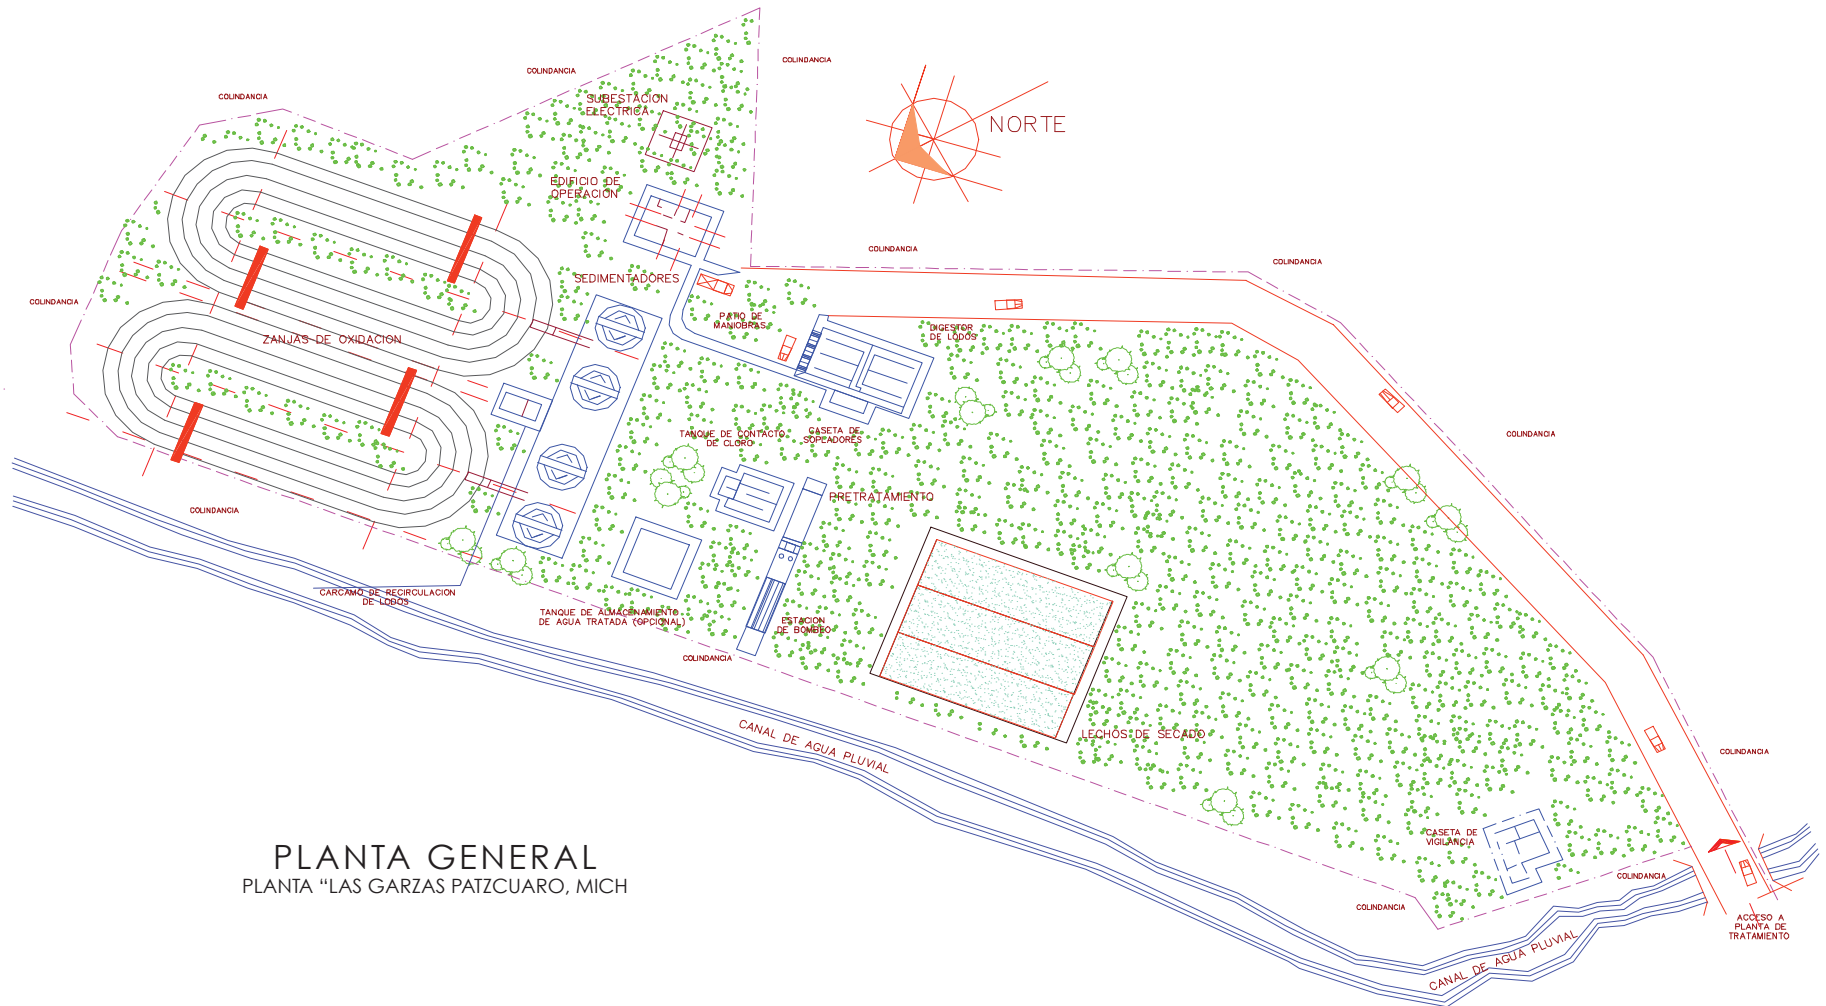 COLINDANCIA
COLINDANCIA
COLINDANCIA
SUBESTACION
ELECTRICA
NORTE
EDIFICIO DE
OPERACION
COLINDANCIA
COLINDANCIA
SEDIMENTADORES
COLINDANCIA
PATIO DE
MANIOBRAS
DIGESTOR
DE LODOS
ZANJAS DE OXIDACION
TANQUE DE CONTACTO
DE CLORO
CASETA DE
SOPLADORES
COLINDANCIA
PRETRATAMIENTO
COLINDANCIA
CARCAMO DE RECIRCULACION
DE LODOS
TANQUE DE ALMACENAMIENTO
DE AGUA TRATADA (OPCIONAL)
ESTACION
DE BOMBEO
COLINDANCIA
CANAL DE AGUA PLUVIAL
LECHOS DE SECADO
COLINDANCIA
CASETA DE
VIGILANCIA
COLINDANCIA
COLINDANCIA
ACCESO A
PLANTA DE
TRATAMIENTO
CANAL DE AGUA PLUVIAL
PLANTA GENERAL
PLANTA “LAS GARZAS PATZCUARO, MICH